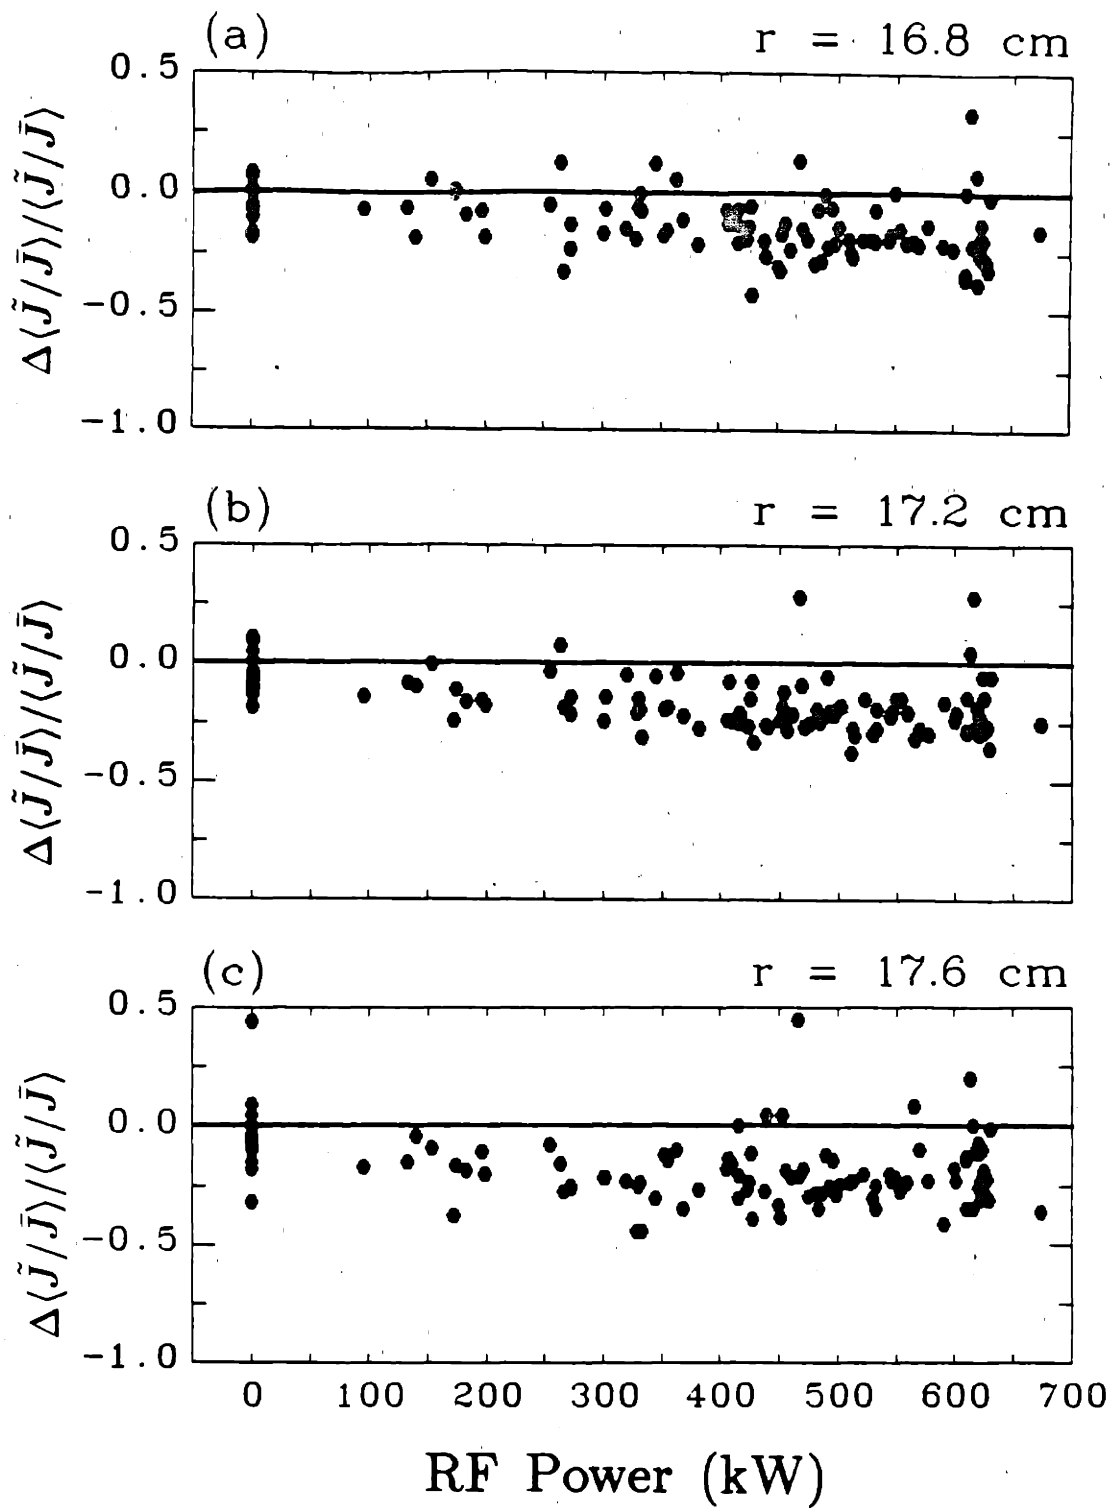 (a) r = 16.8 cm
0.5
0.0
-0.5
-1.0
Δ⟨J̃/J̄⟩/⟨J̃/J̄⟩
(b) r = 17.2 cm
0.5
0.0
-0.5
-1.0
Δ⟨J̃/J̄⟩/⟨J̃/J̄⟩
(c) r = 17.6 cm
0.5
0.0
-0.5
-1.0
Δ⟨J̃/J̄⟩/⟨J̃/J̄⟩
0 100 200 300 400 500 600 700
RF Power (kW)